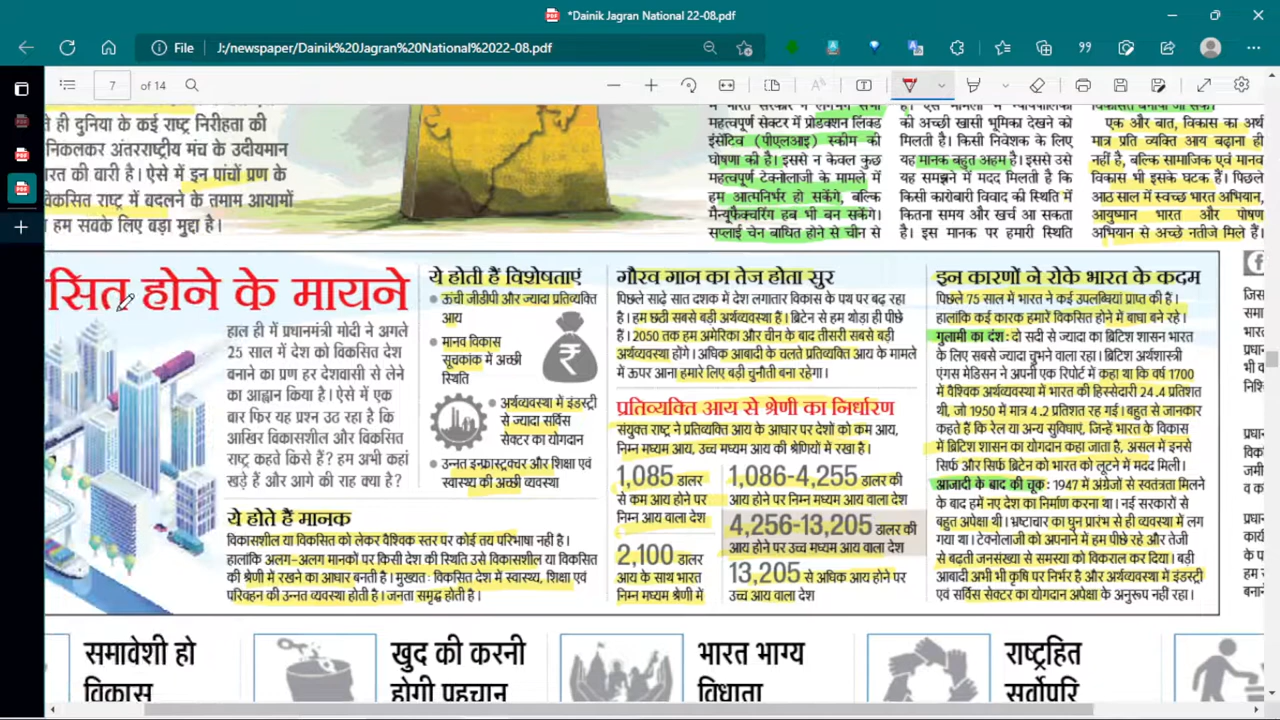 *Dainik Jagran National 22-08.pdf
File
J:/newspaper/Dainik%20Jagran%20National%2022-08.pdf
7 of 14
ते ही दुनिया के कई राष्ट्र निरीहता की
निकलकर अंतरराष्ट्रीय मंच के उदीयमान
रत की बारी है। ऐसे में इन पांचों प्रण के
विकसित राष्ट्र में बदलने के तमाम आयामों
हम सबके लिए बड़ा मुद्दा है।
में भारत सरकार ने लगभग सभी
महत्वपूर्ण सेक्टर में प्रोडक्शन लिंक्ड
इंसेंटिव (पीएलआइ) स्कीम की
घोषणा की है। इससे न केवल कुछ
महत्वपूर्ण टेक्नोलाजी के मामले में
हम आत्मनिर्भर हो सकेंगे, बल्कि
मैन्यूफैक्चरिंग हब भी बन सकेंगे।
सप्लाई चेन बाधित होने से चीन से
है। ऐसे मामलों में न्यायपालिका
को अच्छी खासी भूमिका देखने को
मिलती है। किसी निवेशक के लिए
यह मानक बहुत अहम है। इससे उसे
यह समझने में मदद मिलती है कि
किसी कारोबारी विवाद की स्थिति में
कितना समय और खर्च आ सकता
है। इस मानक पर हमारी स्थिति
विकसित बनाया जा सके।
एक और बात, विकास का अर्थ
मात्र प्रति व्यक्ति आय बढ़ाना ही
नहीं है, बल्कि सामाजिक एवं मानव
विकास भी इसके घटक हैं। पिछले
आठ साल में स्वच्छ भारत अभियान,
आयुष्मान भारत और पोषण
अभियान से अच्छे नतीजे मिले हैं।
सित होने के मायने
हाल ही में प्रधानमंत्री मोदी ने अगले
25 साल में देश को विकसित देश
बनाने का प्रण हर देशवासी से लेने
का आह्वान किया है। ऐसे में एक
बार फिर यह प्रश्न उठ रहा है कि
आखिर विकासशील और विकसित
राष्ट्र कहते किसे हैं? हम अभी कहां
खड़े हैं और आगे की राह क्या है?
ये होते हैं मानक
विकासशील या विकसित को लेकर वैश्विक स्तर पर कोई तय परिभाषा नहीं है।
हालांकि अलग-अलग मानकों पर किसी देश की स्थिति उसे विकासशील या विकसित
की श्रेणी में रखने का आधार बनती है। मुख्यत: विकसित देश में स्वास्थ्य, शिक्षा एवं
परिवहन की उन्नत व्यवस्था होती है। जनता समृद्ध होती है।
ये होती हैं विशेषताएं
ऊंची जीडीपी और ज्यादा प्रतिव्यक्ति
आय
मानव विकास
सूचकांक में अच्छी
स्थिति
अर्थव्यवस्था में इंडस्ट्री
से ज्यादा सर्विस
सेक्टर का योगदान
उन्नत इन्फ्रास्ट्रक्चर और शिक्षा एवं
स्वास्थ्य की अच्छी व्यवस्था
गौरव गान का तेज होता सुर
पिछले साढ़े सात दशक में देश लगातार विकास के पथ पर बढ़ रहा
है। हम छठी सबसे बड़ी अर्थव्यवस्था हैं। ब्रिटेन से हम थोड़ा ही पीछे
हैं। 2050 तक हम अमेरिका और चीन के बाद तीसरी सबसे बड़ी
अर्थव्यवस्था होंगे। अधिक आबादी के चलते प्रतिव्यक्ति आय के मामले
में ऊपर आना हमारे लिए बड़ी चुनौती बना रहेगा।
प्रतिव्यक्ति आय से श्रेणी का निर्धारण
संयुक्त राष्ट्र ने प्रतिव्यक्ति आय के आधार पर देशों को कम आय,
निम्न मध्यम आय, उच्च मध्यम आय की श्रेणियों में रखा है।
1,085 डालर
से कम आय होने पर
निम्न आय वाला देश
2,100 डालर
आय के साथ भारत
निम्न मध्यम श्रेणी में
1,086-4,255 डालर की
आय होने पर निम्न मध्यम आय वाला देश
4,256-13,205 डालर की
आय होने पर उच्च मध्यम आय वाला देश
13,205 से अधिक आय होने पर
उच्च आय वाला देश
इन कारणों ने रोके भारत के कदम
पिछले 75 साल में भारत ने कई उपलब्धियां प्राप्त की हैं।
हालांकि कई कारक हमारें विकसित होने में बाधा बने रहे।
गुलामी का दंश: दो सदी से ज्यादा का ब्रिटिश शासन भारत
के लिए सबसे ज्यादा चुभने वाला रहा। ब्रिटिश अर्थशास्त्री
एंगस मेडिसन ने अपनी एक रिपोर्ट में कहा था कि वर्ष 1700
में वैश्विक अर्थव्यवस्था में भारत की हिस्सेदारी 24.4 प्रतिशत
थी, जो 1950 में मात्र 4.2 प्रतिशत रह गई। बहुत से जानकार
कहते हैं कि रेल या अन्य सुविधाएं, जिन्हें भारत के विकास
में ब्रिटिश शासन का योगदान कहा जाता है, असल में इनसे
सिर्फ और सिर्फ ब्रिटेन को भारत को लूटने में मदद मिली।
आजादी के बाद की चूक: 1947 में अंग्रेजों से स्वतंत्रता मिलने
के बाद हमें नए देश का निर्माण करना था। नई सरकारों से
बहुत अपेक्षा थी। भ्रष्टाचार का घुन प्रारंभ से ही व्यवस्था में लग
गया था। टेक्नोलाजी को अपनाने में हम पीछे रहे और तेजी
से बढ़ती जनसंख्या से समस्या को विकराल कर दिया। बड़ी
आबादी अभी भी कृषि पर निर्भर है और अर्थव्यवस्था में इंडस्ट्री
एवं सर्विस सेक्टर का योगदान अपेक्षा के अनुरूप नहीं रहा।
समावेशी हो
विकास
खुद की करनी
होगी पहचान
भारत भाग्य
विधाता
राष्ट्रहित
सर्वोपरि